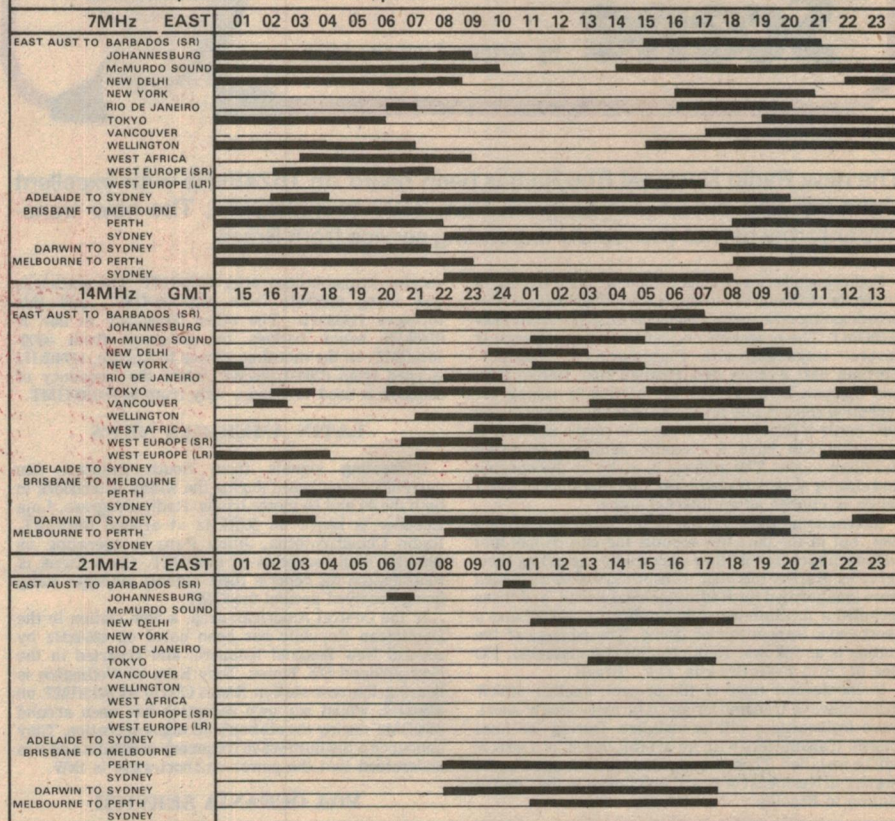 7MHz EAST 01 02 03 04 05 06 07 08 09 10 11 12 13 14 15 16 17 18 19 20 21 22 23
EAST AUST TO BARBADOS (SR)
JOHANNESBURG
McMURDO SOUND
NEW DELHI
NEW YORK
RIO DE JANEIRO
TOKYO
VANCOUVER
WELLINGTON
WEST AFRICA
WEST EUROPE (SR)
WEST EUROPE (LR)
ADELAIDE TO SYDNEY
BRISBANE TO MELBOURNE
PERTH
SYDNEY
DARWIN TO SYDNEY
MELBOURNE TO PERTH
SYDNEY
14MHz GMT 15 16 17 18 19 20 21 22 23 24 01 02 03 04 05 06 07 08 09 10 11 12 13
EAST AUST TO BARBADOS (SR)
JOHANNESBURG
McMURDO SOUND
NEW DELHI
NEW YORK
RIO DE JANEIRO
TOKYO
VANCOUVER
WELLINGTON
WEST AFRICA
WEST EUROPE (SR)
WEST EUROPE (LR)
ADELAIDE TO SYDNEY
BRISBANE TO MELBOURNE
PERTH
SYDNEY
DARWIN TO SYDNEY
MELBOURNE TO PERTH
SYDNEY
21MHz EAST 01 02 03 04 05 06 07 08 09 10 11 12 13 14 15 16 17 18 19 20 21 22 23
EAST AUST TO BARBADOS (SR)
JOHANNESBURG
McMURDO SOUND
NEW DELHI
NEW YORK
RIO DE JANEIRO
TOKYO
VANCOUVER
WELLINGTON
WEST AFRICA
WEST EUROPE (SR)
WEST EUROPE (LR)
ADELAIDE TO SYDNEY
BRISBANE TO MELBOURNE
PERTH
SYDNEY
DARWIN TO SYDNEY
MELBOURNE TO PERTH
SYDNEY